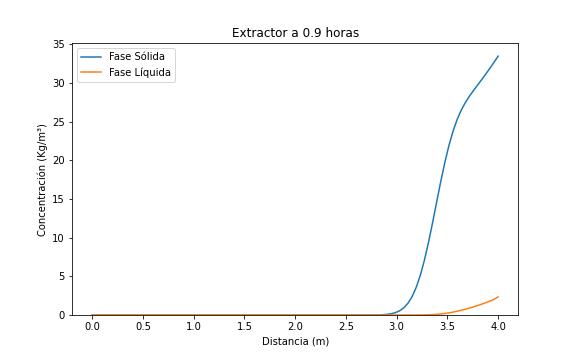 Extractor a 0.9 horas
Fase Sólida
Fase Líquida
Concentración (Kg/m³)
35
30
25
20
15
10
5
0
0.0 0.5 1.0 1.5 2.0 2.5 3.0 3.5 4.0
Distancia (m)